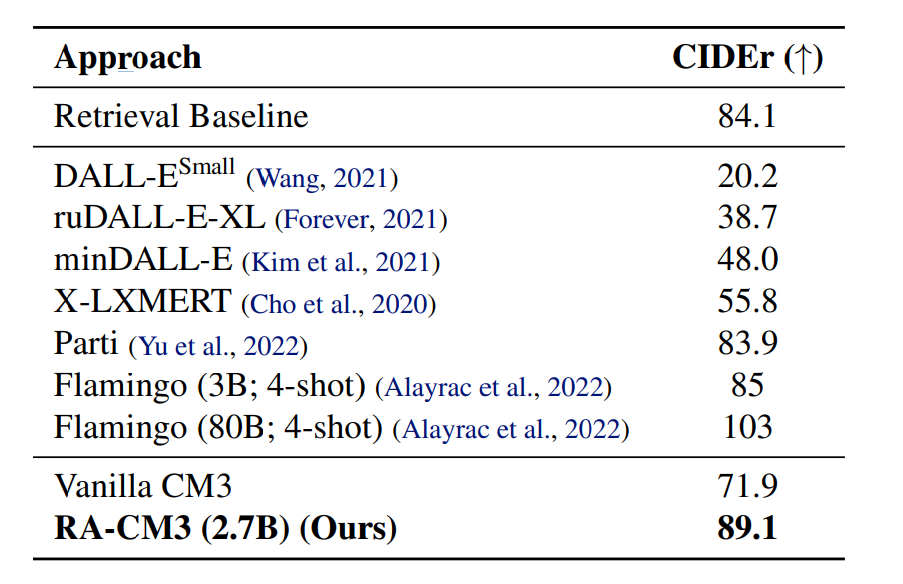 Approach CIDEr (↑)
Retrieval Baseline 84.1
DALL-E^Small (Wang, 2021) 20.2
ruDALL-E-XL (Forever, 2021) 38.7
minDALL-E (Kim et al., 2021) 48.0
X-LXMERT (Cho et al., 2020) 55.8
Parti (Yu et al., 2022) 83.9
Flamingo (3B; 4-shot) (Alayrac et al., 2022) 85
Flamingo (80B; 4-shot) (Alayrac et al., 2022) 103
Vanilla CM3 71.9
RA-CM3 (2.7B) (Ours) 89.1